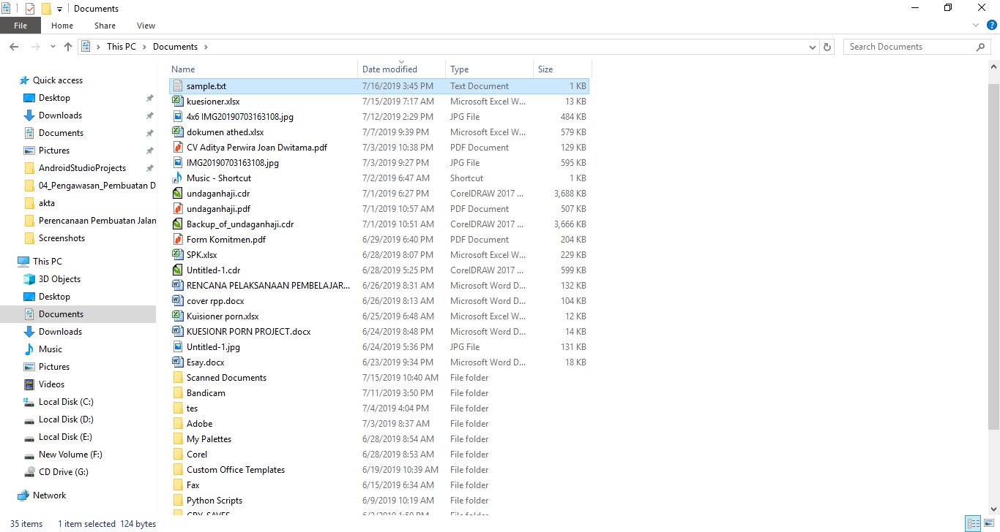 Documents
File Home Share View
This PC Documents
Search Documents
Quick access
Desktop
Downloads
Documents
Pictures
AndroidStudioProjects
04_Pengawasan_Pembuatan D
akta
Perencanaan Pembuatan Jalan
Screenshots
This PC
3D Objects
Desktop
Documents
Downloads
Music
Pictures
Videos
Local Disk (C:)
Local Disk (D:)
Local Disk (E:)
New Volume (F:)
CD Drive (G:)
Network
Name Date modified Type Size
sample.txt 7/16/2019 3:45 PM Text Document 1 KB
kuesioner.xlsx 7/15/2019 7:17 AM Microsoft Excel W... 13 KB
4x6 IMG20190703163108.jpg 7/12/2019 2:29 PM JPG File 484 KB
dokumen athed.xlsx 7/7/2019 9:39 PM Microsoft Excel W... 579 KB
CV Aditya Perwira Joan Dwitama.pdf 7/3/2019 10:38 PM PDF Document 129 KB
IMG20190703163108.jpg 7/3/2019 9:27 PM JPG File 595 KB
Music - Shortcut 7/2/2019 6:47 AM Shortcut 1 KB
undaganhaji.cdr 7/1/2019 6:27 PM CorelDRAW 2017 ... 3,688 KB
undaganhaji.pdf 7/1/2019 10:57 AM PDF Document 507 KB
Backup_of_undaganhaji.cdr 7/1/2019 10:51 AM CorelDRAW 2017 ... 3,666 KB
Form Komitmen.pdf 6/29/2019 6:40 PM PDF Document 204 KB
SPK.xlsx 6/28/2019 8:07 PM Microsoft Excel W... 229 KB
Untitled-1.cdr 6/28/2019 5:25 PM CorelDRAW 2017 ... 599 KB
RENCANA PELAKSANAAN PEMBELAJAR... 6/26/2019 8:31 AM Microsoft Word D... 132 KB
cover rpp.docx 6/26/2019 8:13 AM Microsoft Word D... 104 KB
Kuisioner porn.xlsx 6/25/2019 6:48 AM Microsoft Excel W... 12 KB
KUESIONR PORN PROJECT.docx 6/24/2019 8:48 PM Microsoft Word D... 14 KB
Untitled-1.jpg 6/24/2019 5:36 PM JPG File 131 KB
Esay.docx 6/23/2019 9:34 PM Microsoft Word D... 18 KB
Scanned Documents 7/15/2019 10:40 AM File folder
Bandicam 7/11/2019 3:50 PM File folder
tes 7/4/2019 4:04 PM File folder
Adobe 7/3/2019 8:37 AM File folder
My Palettes 6/28/2019 8:54 AM File folder
Corel 6/28/2019 8:53 AM File folder
Custom Office Templates 6/19/2019 10:39 AM File folder
Fax 6/15/2019 6:34 AM File folder
Python Scripts 6/9/2019 10:19 AM File folder
File folder
35 items 1 item selected 124 bytes